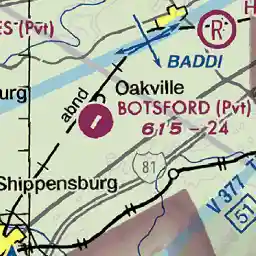 ES (Pvt)
R
H
BADDI
Oakville
urg
abnd
BOTSFORD (Pvt)
615 - 24
81
Shippensburg
V 377
51